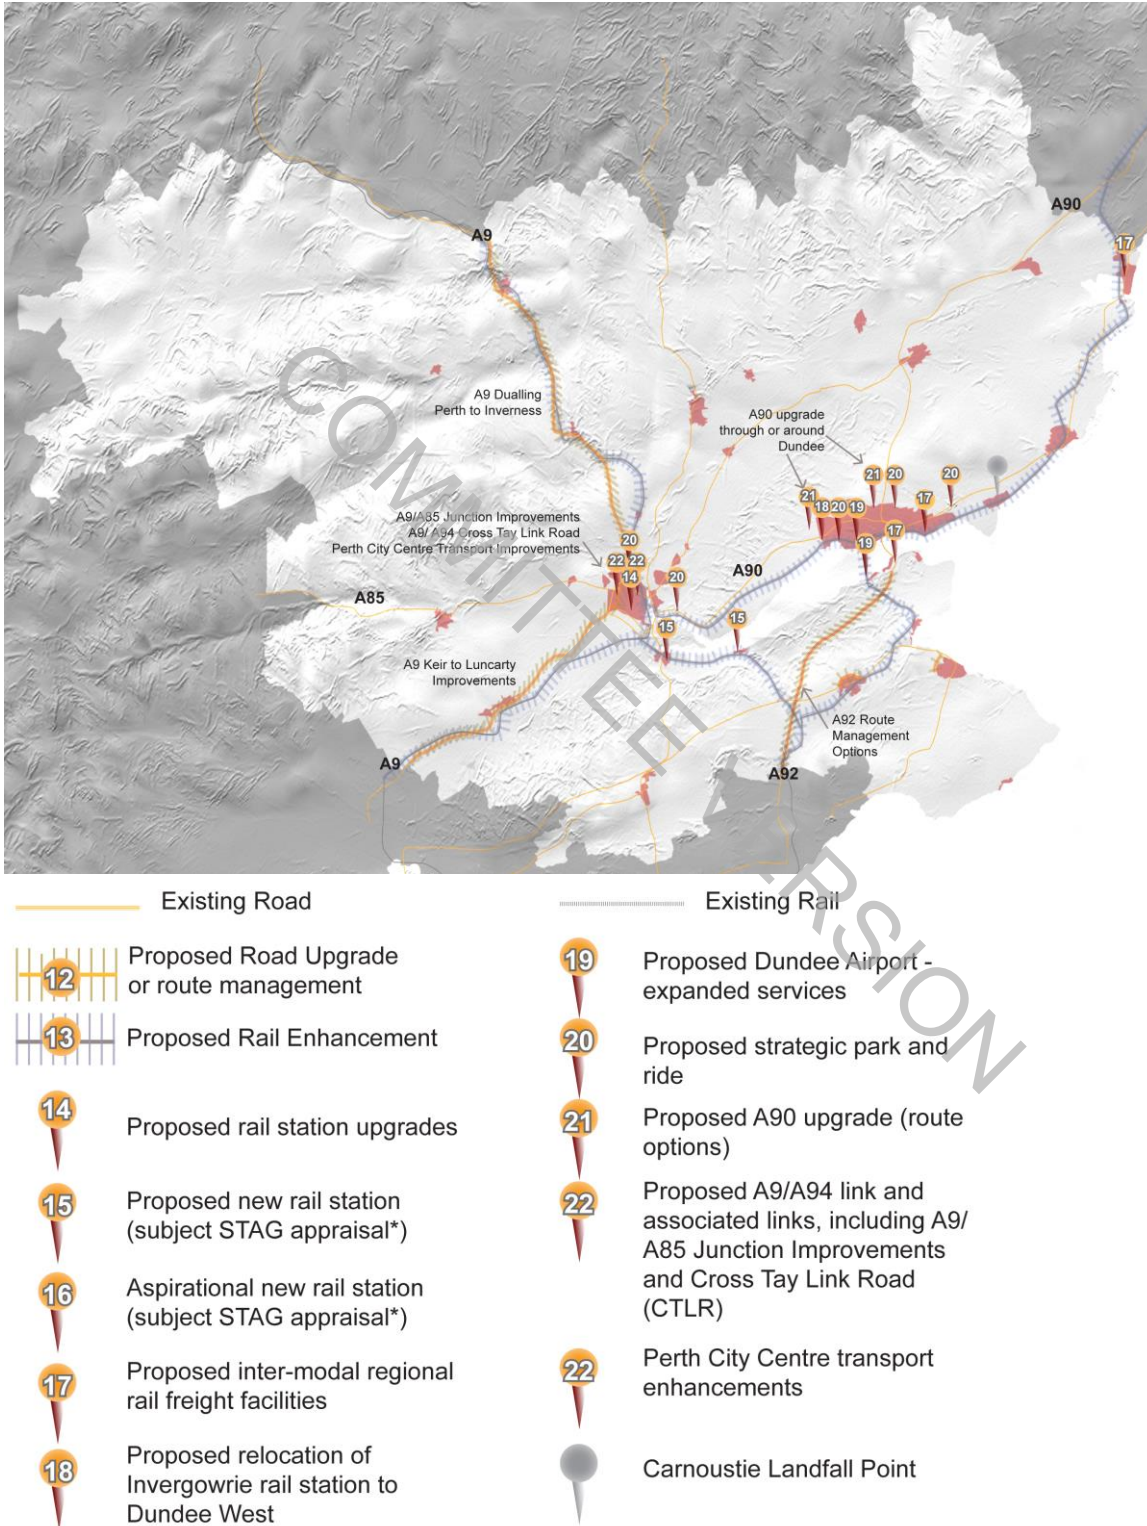 A9
A90
17
A9 Dualling
Perth to Inverness
A90 upgrade
through or around
Dundee
21
20
20
21
18
20
19
17
17
19
A9/A85 Junction Improvements
A9/ A94 Cross Tay Link Road
Perth City Centre Transport Improvements
20
22
22
14
20
A90
A85
15
15
A9 Keir to Luncarty
Improvements
A92 Route
Management
Options
A9
A92
COMMITTEE VERSION
Existing Road
Existing Rail
12
Proposed Road Upgrade
or route management
13
Proposed Rail Enhancement
14
Proposed rail station upgrades
15
Proposed new rail station
(subject STAG appraisal*)
16
Aspirational new rail station
(subject STAG appraisal*)
17
Proposed inter-modal regional
rail freight facilities
18
Proposed relocation of
Invergowrie rail station to
Dundee West
19
Proposed Dundee Airport -
expanded services
20
Proposed strategic park and
ride
21
Proposed A90 upgrade (route
options)
22
Proposed A9/A94 link and
associated links, including A9/
A85 Junction Improvements
and Cross Tay Link Road
(CTLR)
22
Perth City Centre transport
enhancements
Carnoustie Landfall Point